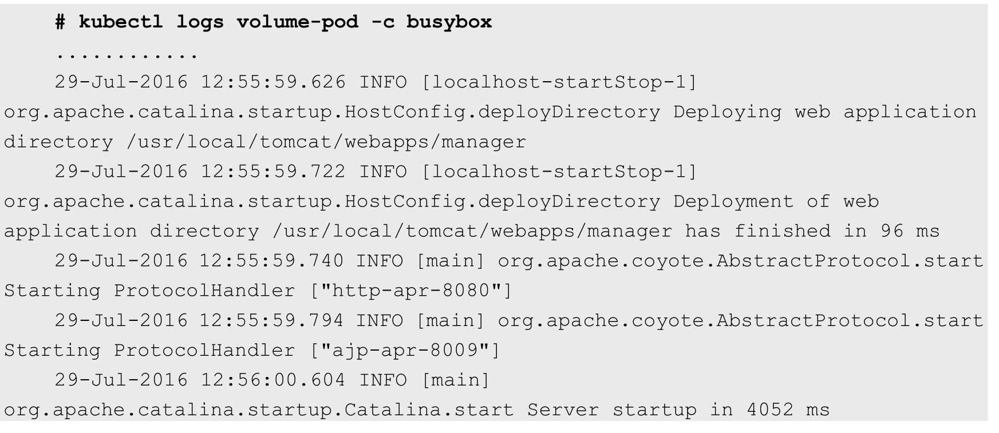 # kubectl logs volume-pod -c busybox
............
29-Jul-2016 12:55:59.626 INFO [localhost-startStop-1]
org.apache.catalina.startup.HostConfig.deployDirectory Deploying web application
directory /usr/local/tomcat/webapps/manager
29-Jul-2016 12:55:59.722 INFO [localhost-startStop-1]
org.apache.catalina.startup.HostConfig.deployDirectory Deployment of web
application directory /usr/local/tomcat/webapps/manager has finished in 96 ms
29-Jul-2016 12:55:59.740 INFO [main] org.apache.coyote.AbstractProtocol.start
Starting ProtocolHandler ["http-apr-8080"]
29-Jul-2016 12:55:59.794 INFO [main] org.apache.coyote.AbstractProtocol.start
Starting ProtocolHandler ["ajp-apr-8009"]
29-Jul-2016 12:56:00.604 INFO [main]
org.apache.catalina.startup.Catalina.start Server startup in 4052 ms